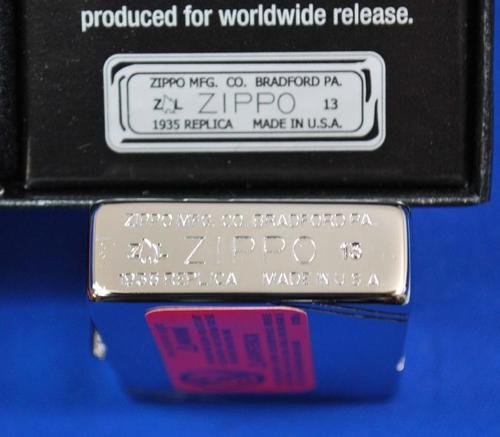 produced for worldwide release.
ZIPPO MFG. CO. BRADFORD PA.
Z L ZIPPO 13
1935 REPLICA MADE IN U.S.A.
ZIPPO MFG. CO. BRADFORD PA.
Z L ZIPPO 13
1935 REPLICA MADE IN U.S.A